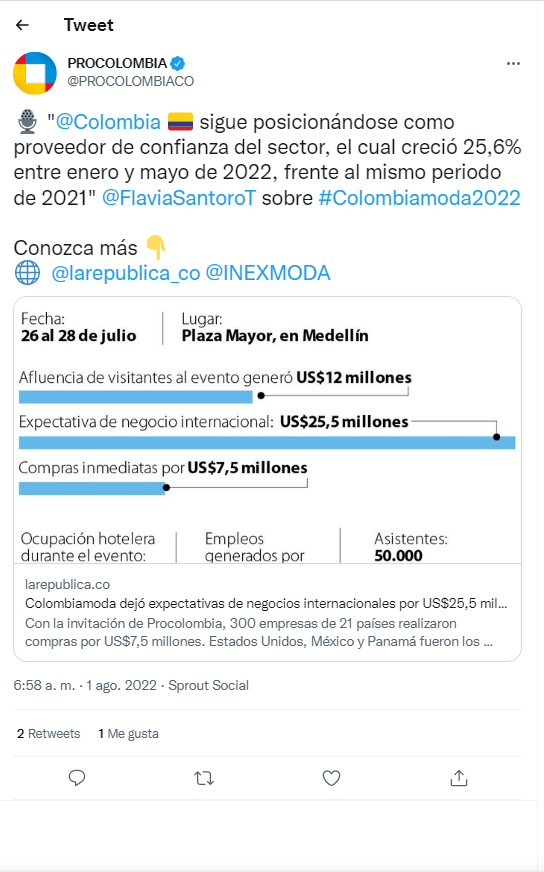 Tweet
PROCOLOMBIA
@PROCOLOMBIACO
"@Colombia sigue posicionándose como
proveedor de confianza del sector, el cual creció 25,6%
entre enero y mayo de 2022, frente al mismo periodo
de 2021" @FlaviaSantoroT sobre #Colombiamoda2022
Conozca más
@larepublica_co @INEXMODA
Fecha:
26 al 28 de julio
Lugar:
Plaza Mayor, en Medellín
Afluencia de visitantes al evento generó US$12 millones
Expectativa de negocio internacional: US$25,5 millones
Compras inmediatas por US$7,5 millones
Ocupación hotelera
durante el evento:
Empleos
generados por
Asistentes:
50.000
larepublica.co
Colombiamoda dejó expectativas de negocios internacionales por US$25,5 mil...
Con la invitación de Procolombia, 300 empresas de 21 países realizaron
compras por US$7,5 millones. Estados Unidos, México y Panamá fueron los ...
6:58 a. m. · 1 ago. 2022 · Sprout Social
2 Retweets 1 Me gusta